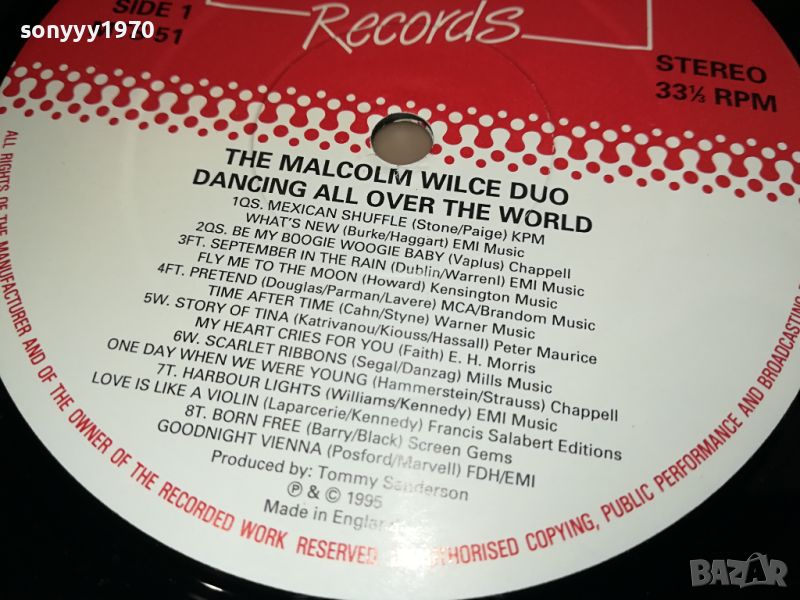 sonyyy1970
SIDE 1
51
Records
STEREO
33⅓ RPM
THE MALCOLM WILCE DUO
DANCING ALL OVER THE WORLD
1QS. MEXICAN SHUFFLE (Stone/Paige) KPM
WHAT'S NEW (Burke/Haggart) EMI Music
2QS. BE MY BOOGIE WOOGIE BABY (Vaplus) Chappell
3FT. SEPTEMBER IN THE RAIN (Dublin/Warrenl) EMI Music
FLY ME TO THE MOON (Howard) Kensington Music
4FT. PRETEND (Douglas/Parman/Lavere) MCA/Brandom Music
TIME AFTER TIME (Cahn/Styne) Warner Music
5W. STORY OF TINA (Katrivanou/Kiouss/Hassall) Peter Maurice
MY HEART CRIES FOR YOU (Faith) E. H. Morris
6W. SCARLET RIBBONS (Segal/Danzag) Mills Music
ONE DAY WHEN WE WERE YOUNG (Hammerstein/Strauss) Chappell
7T. HARBOUR LIGHTS (Williams/Kennedy) EMI Music
LOVE IS LIKE A VIOLIN (Laparcerie/Kennedy) Francis Salabert Editions
8T. BORN FREE (Barry/Black) Screen Gems
GOODNIGHT VIENNA (Posford/Marvell) FDH/EMI
Produced by: Tommy Sanderson
℗ & © 1995
Made in England
ALL RIGHTS OF THE MANUFACTURER AND OF THE OWNER OF THE RECORDED WORK RESERVED. COPYING, PUBLIC PERFORMANCE AND BROADCASTING
BAZAR